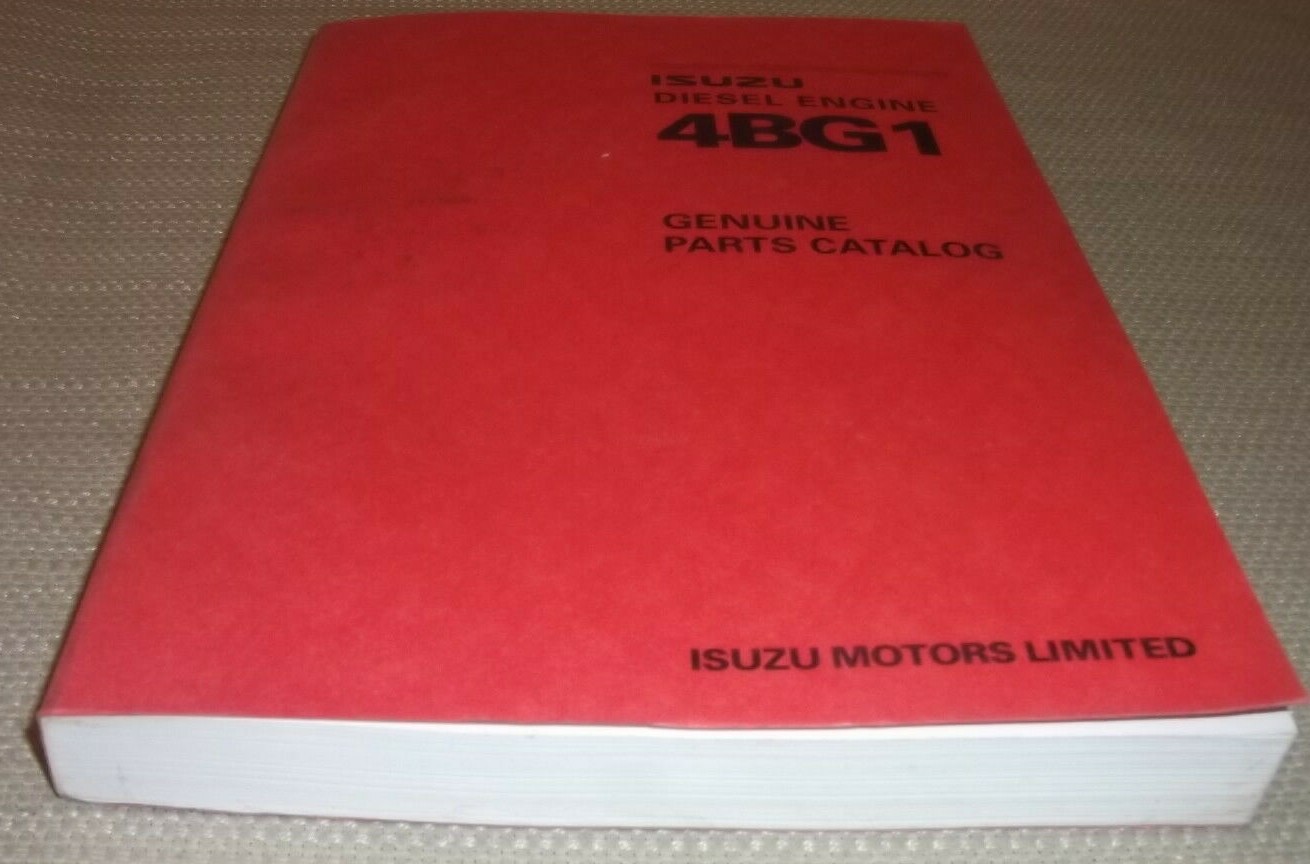 ISUZU
DIESEL ENGINE
4BG1
GENUINE
PARTS CATALOG
ISUZU MOTORS LIMITED